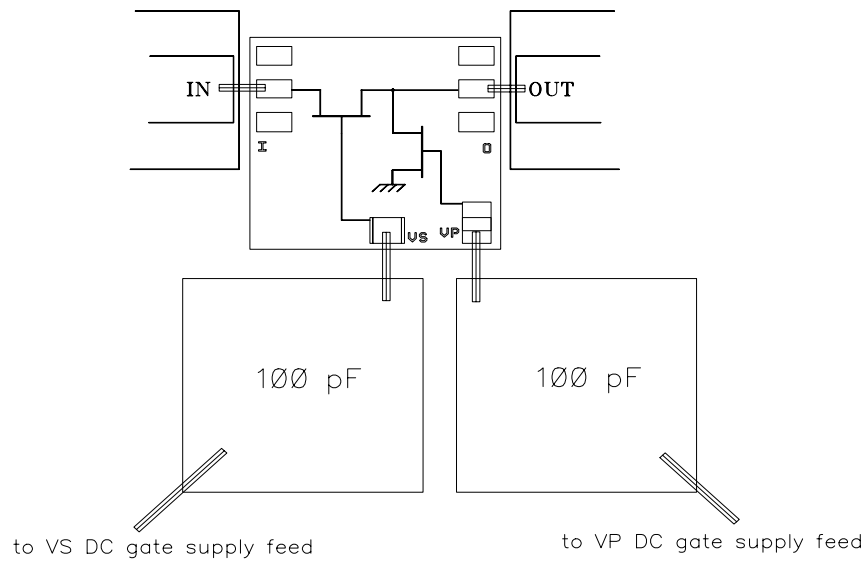 IN
OUT
I
O
VS
VP
100 pF
100 pF
to VS DC gate supply feed
to VP DC gate supply feed